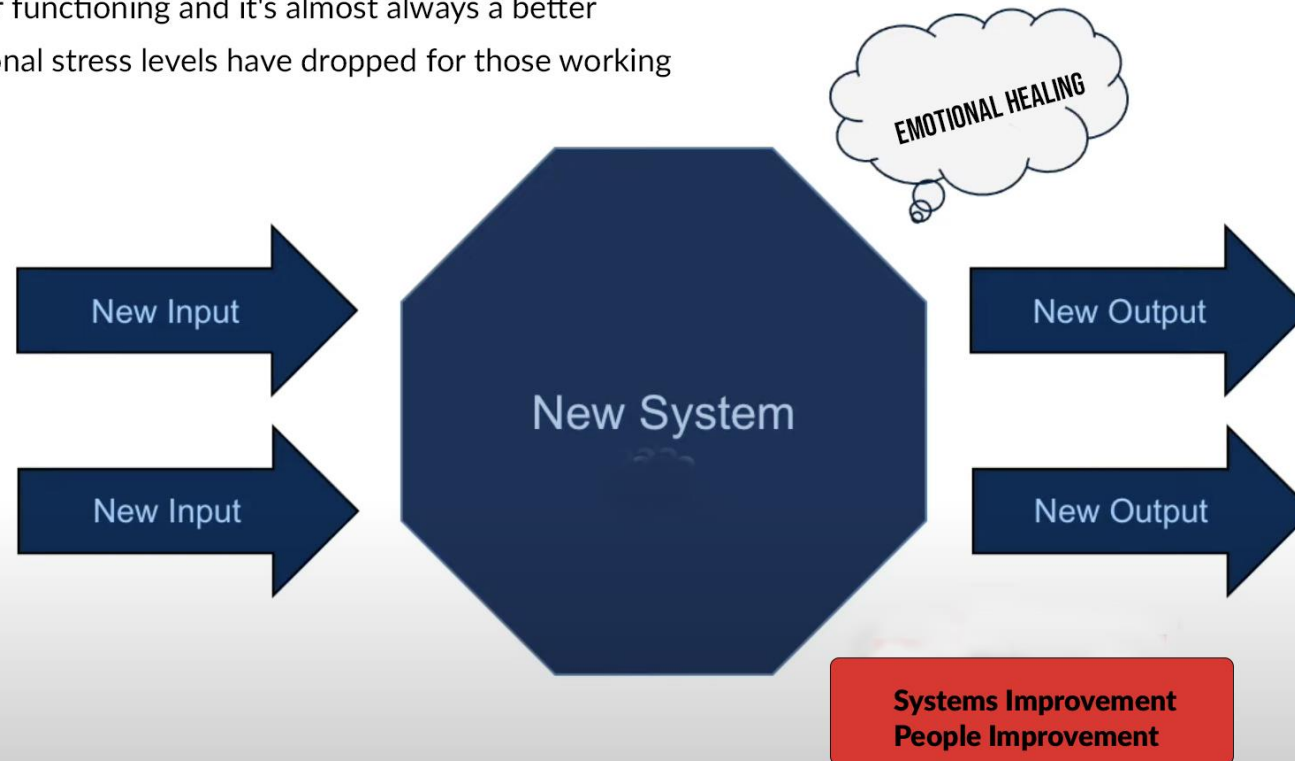 functioning and it's almost always a better
stress levels have dropped for those working
EMOTIONAL HEALING
New Input
New Output
New System
New Input
New Output
Systems Improvement
People Improvement